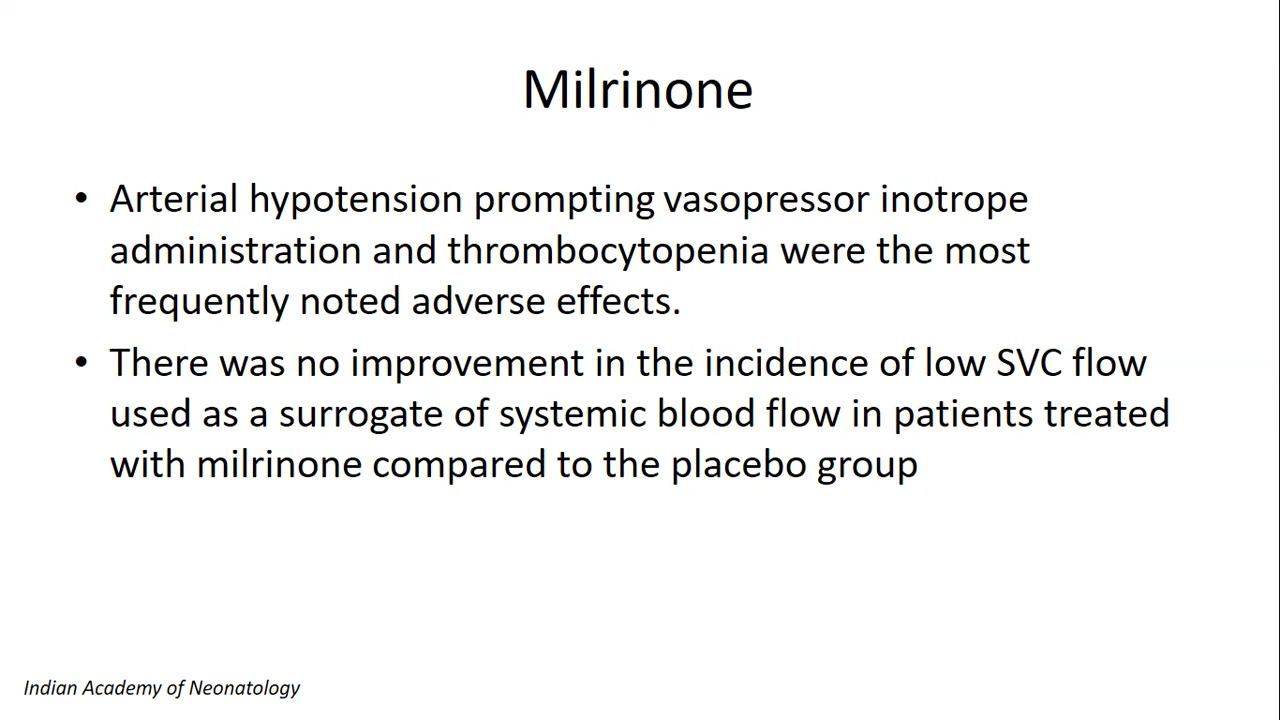 Milrinone
• Arterial hypotension prompting vasopressor inotrope
administration and thrombocytopenia were the most
frequently noted adverse effects.
• There was no improvement in the incidence of low SVC flow
used as a surrogate of systemic blood flow in patients treated
with milrinone compared to the placebo group
Indian Academy of Neonatology